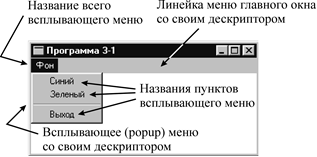 Название всего
всплывающего меню
Линейка меню главного окна
со своим дескриптором
Программа 3-1
Фон
Синий
Зеленый
Выход
Названия пунктов
всплывающего меню
Всплывающее (popup) меню
со своим дескриптором